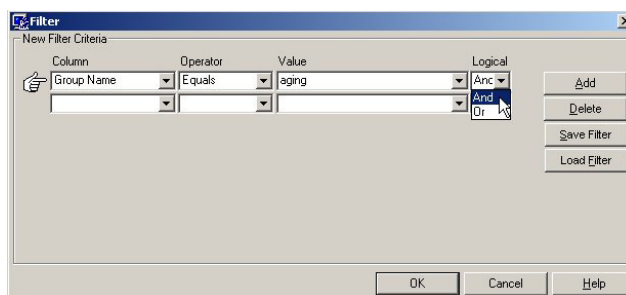 Filter
New Filter Criteria
Column Operator Value Logical
Group Name Equals aging And Add
And
Or
Delete
Save Filter
Load Filter
OK Cancel Help